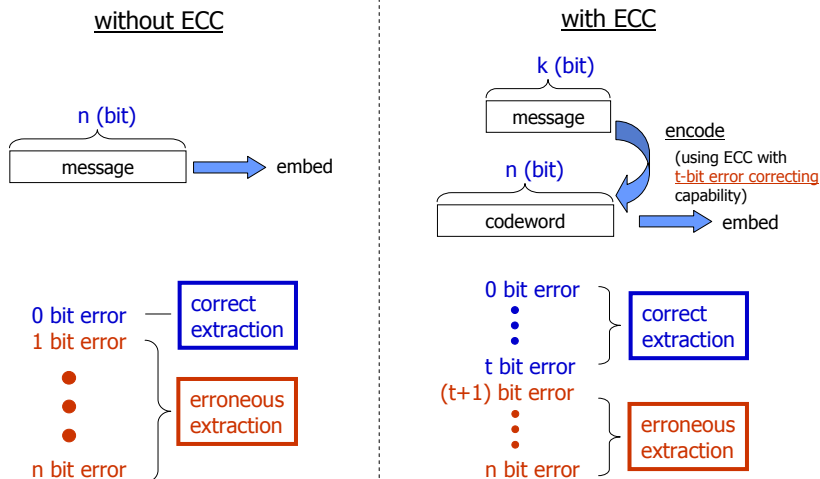 without ECC
n (bit)
message
embed
0 bit error
correct
extraction
1 bit error
erroneous
extraction
n bit error
with ECC
k (bit)
message
encode
(using ECC with
t-bit error correcting
capability)
n (bit)
codeword
embed
0 bit error
correct
extraction
t bit error
(t+1) bit error
erroneous
extraction
n bit error